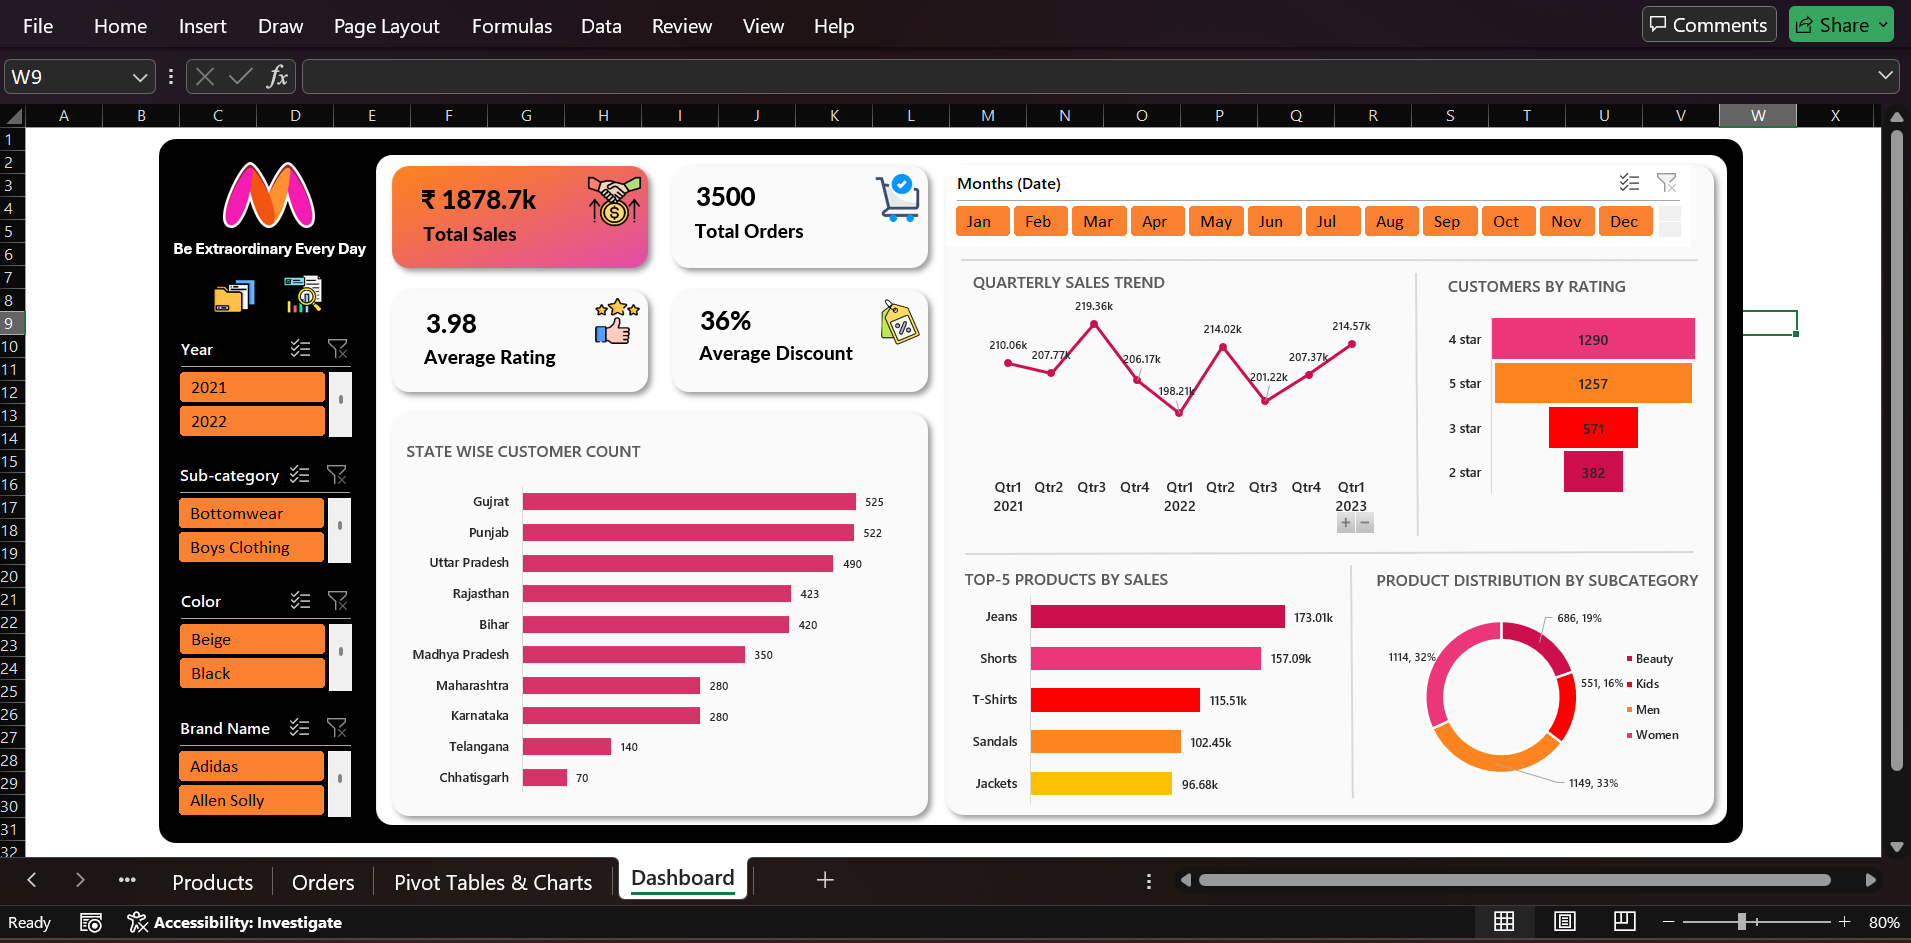 File Home Insert Draw Page Layout Formulas Data Review View Help Comments Share
W9 fx
A B C D E F G H I J K L M N O P Q R S T U V W X
1
2
3
4
5
6
7
8
9
10
11
12
13
14
15
16
17
18
19
20
21
22
23
24
25
26
27
28
29
30
31
32
Be Extraordinary Every Day
Year
2021
2022
Sub-category
Bottomwear
Boys Clothing
Color
Beige
Black
Brand Name
Adidas
Allen Solly
₹ 1878.7k
Total Sales
3500
Total Orders
3.98
Average Rating
36%
Average Discount
STATE WISE CUSTOMER COUNT
Gujrat 525
Punjab 522
Uttar Pradesh 490
Rajasthan 423
Bihar 420
Madhya Pradesh 350
Maharashtra 280
Karnataka 280
Telangana 140
Chhatisgarh 70
Months (Date)
Jan Feb Mar Apr May Jun Jul Aug Sep Oct Nov Dec
QUARTERLY SALES TREND
210.06k 207.77k 219.36k 206.17k 198.21k 214.02k 201.22k 207.37k 214.57k
Qtr1 Qtr2 Qtr3 Qtr4 Qtr1 Qtr2 Qtr3 Qtr4 Qtr1
2021 2022 2023
+ −
CUSTOMERS BY RATING
4 star 1290
5 star 1257
3 star 571
2 star 382
TOP-5 PRODUCTS BY SALES
Jeans 173.01k
Shorts 157.09k
T-Shirts 115.51k
Sandals 102.45k
Jackets 96.68k
PRODUCT DISTRIBUTION BY SUBCATEGORY
686, 19%
1114, 32%
551, 16%
1149, 33%
Beauty
Kids
Men
Women
Products Orders Pivot Tables & Charts Dashboard +
Ready Accessibility: Investigate − + 80%